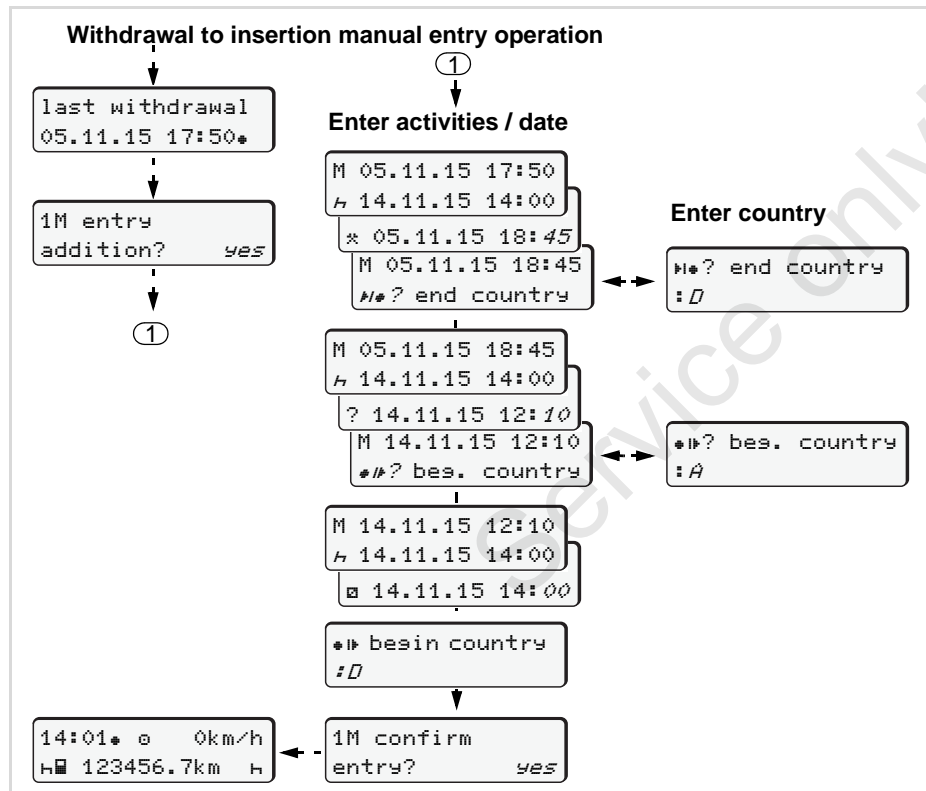 Withdrawal to insertion manual entry operation
1
last withdrawal
05.11.15 17:50
1M entry
addition? yes
1
Enter activities / date
M 05.11.15 17:50
14.11.15 14:00
05.11.15 18:45
M 05.11.15 18:45
? end country
Enter country
? end country
:D
M 05.11.15 18:45
14.11.15 14:00
? 14.11.15 12:10
M 14.11.15 12:10
? beg. country
? beg. country
:A
M 14.11.15 12:10
14.11.15 14:00
14.11.15 14:00
begin country
:D
1M confirm
entry? yes
14:01 0km/h
123456.7km
Service only